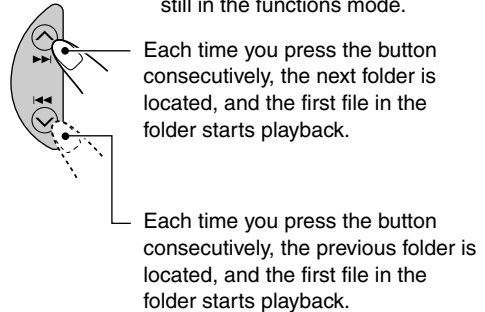 still in the functions mode.
Each time you press the button
consecutively, the next folder is
located, and the first file in the
folder starts playback.
Each time you press the button
consecutively, the previous folder is
located, and the first file in the
folder starts playback.